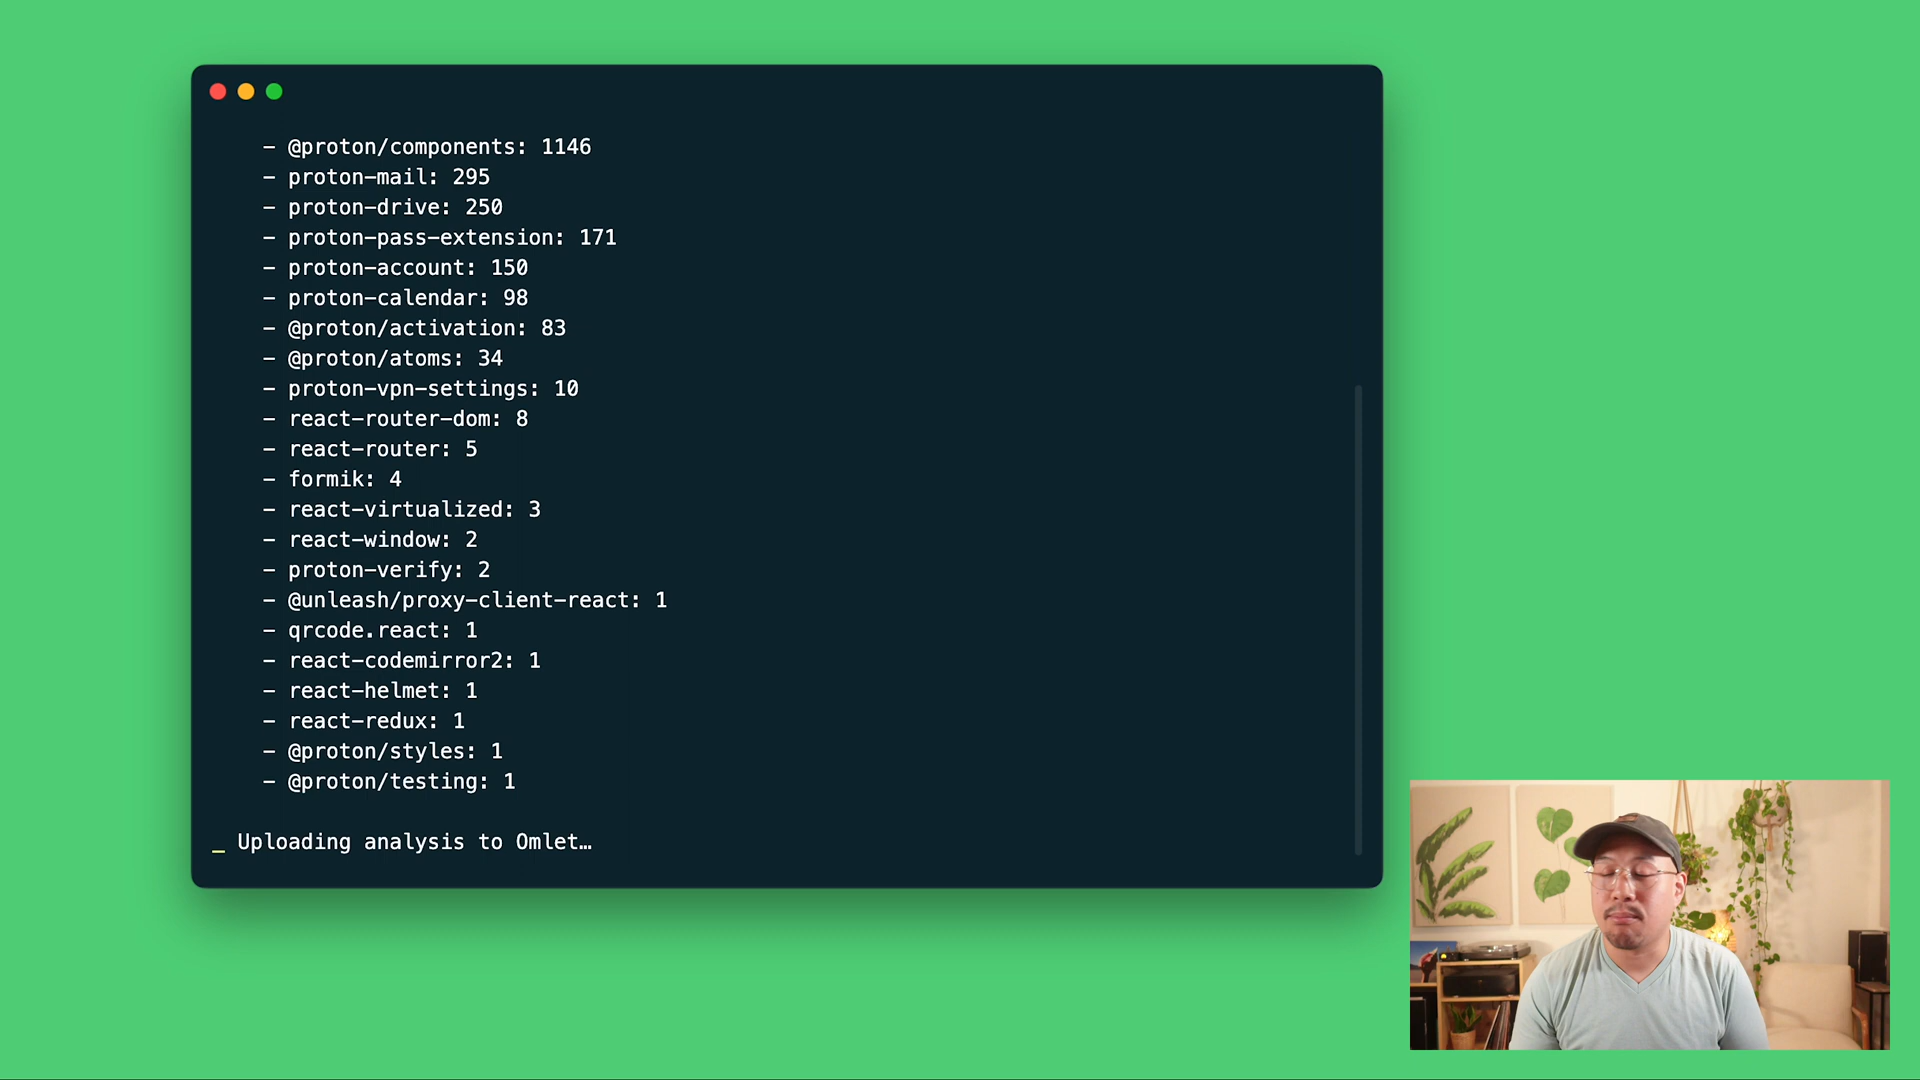 - @proton/components: 1146
- proton-mail: 295
- proton-drive: 250
- proton-pass-extension: 171
- proton-account: 150
- proton-calendar: 98
- @proton/activation: 83
- @proton/atoms: 34
- proton-vpn-settings: 10
- react-router-dom: 8
- react-router: 5
- formik: 4
- react-virtualized: 3
- react-window: 2
- proton-verify: 2
- @unleash/proxy-client-react: 1
- qrcode.react: 1
- react-codemirror2: 1
- react-helmet: 1
- react-redux: 1
- @proton/styles: 1
- @proton/testing: 1
_ Uploading analysis to Omlet…